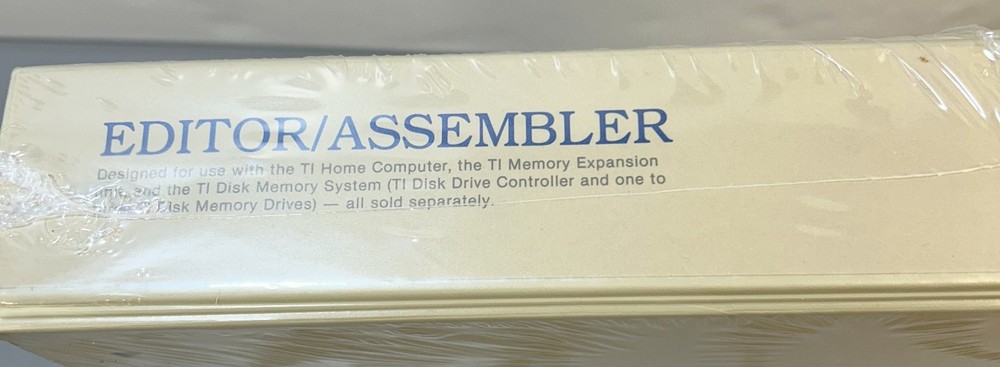 EDITOR/ASSEMBLER
Designed for use with the TI Home Computer, the TI Memory Expansion
and the TI Disk Memory System (TI Disk Drive Controller and one to
Disk Memory Drives) — all sold separately.